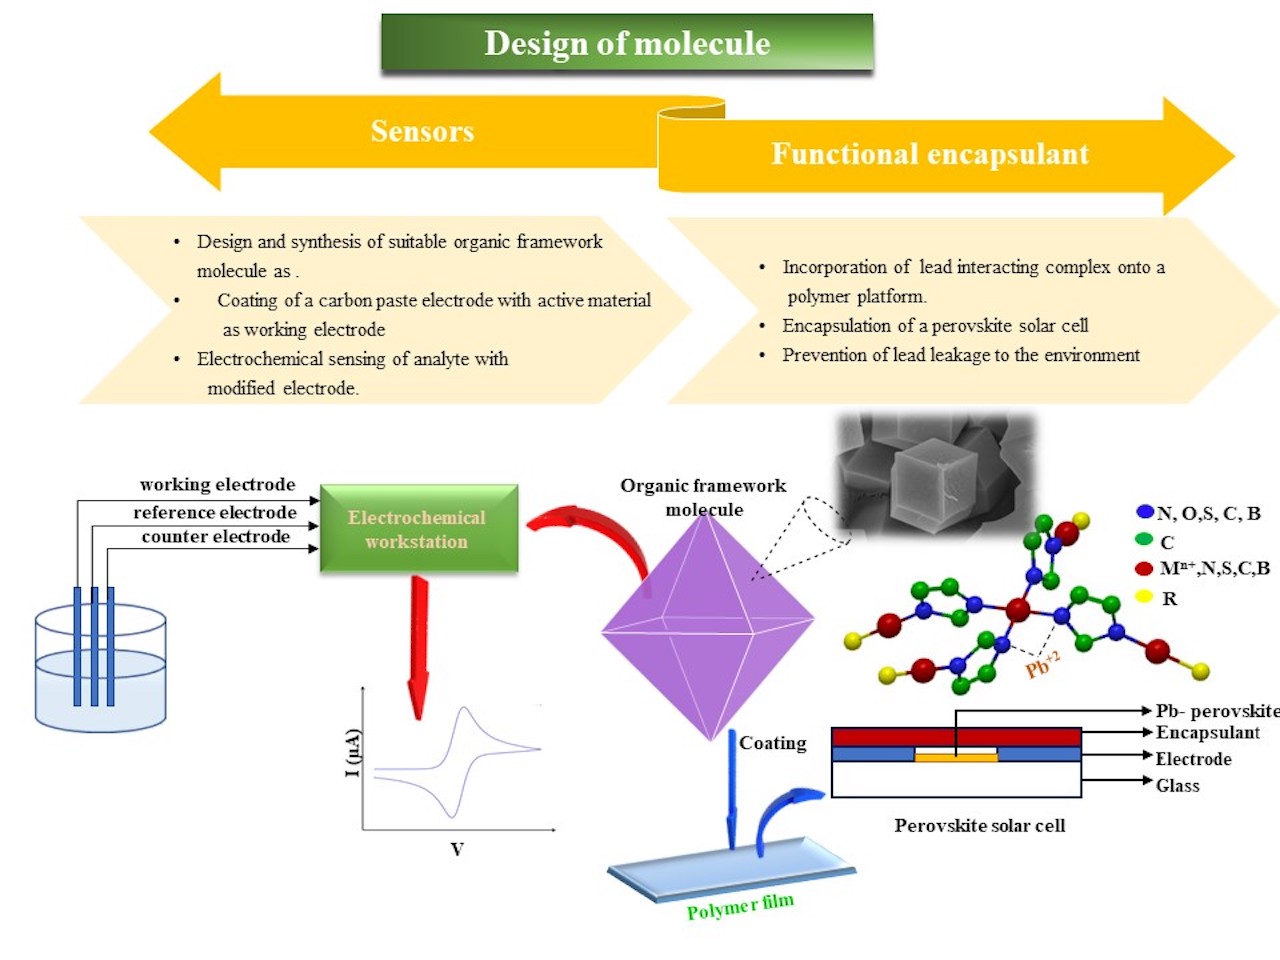 Design of molecule
Sensors
Functional encapsulant
• Design and synthesis of suitable organic framework
molecule as .
• Coating of a carbon paste electrode with active material
as working electrode
• Electrochemical sensing of analyte with
modified electrode.
• Incorporation of lead interacting complex onto a
polymer platform.
• Encapsulation of a perovskite solar cell
• Prevention of lead leakage to the environment
working electrode
reference electrode
counter electrode
Electrochemical
workstation
Organic framework
molecule
N, O,S, C, B
C
Mⁿ⁺,N,S,C,B
R
Pb⁺²
I (µA)
V
Coating
Polymer film
Pb- perovskite
Encapsulant
Electrode
Glass
Perovskite solar cell